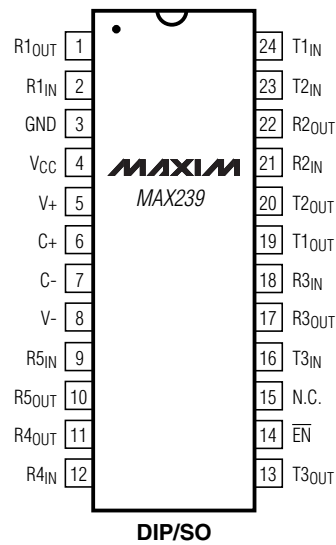 R1OUT 1 24 T1IN
R1IN 2 23 T2IN
GND 3 22 R2OUT
VCC 4 MAXIM 21 R2IN
V+ 5 MAX239 20 T2OUT
C+ 6 19 T1OUT
C- 7 18 R3IN
V- 8 17 R3OUT
R5IN 9 16 T3IN
R5OUT 10 15 N.C.
R4OUT 11 14 E̅N̅
R4IN 12 13 T3OUT
DIP/SO